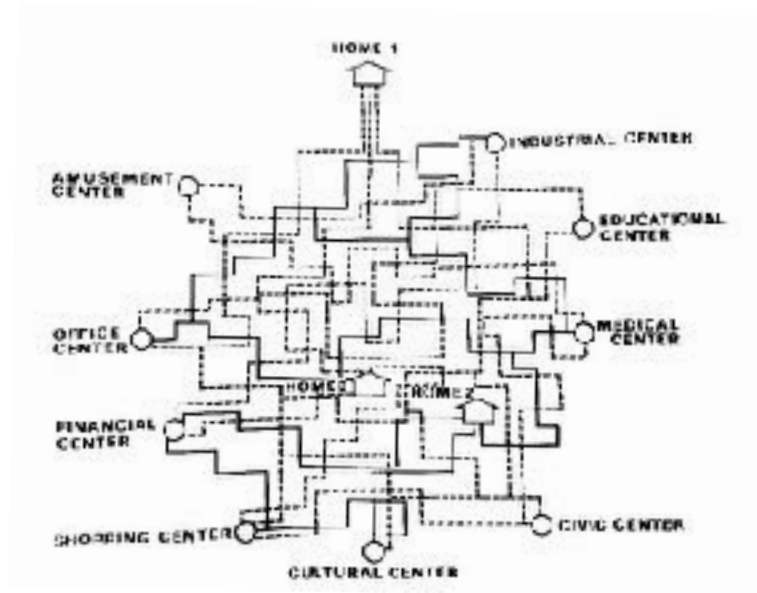 HOME 1
INDUSTRIAL CENTER
AMUSEMENT
CENTER
EDUCATIONAL
CENTER
OFFICE
CENTER
MEDICAL
CENTER
HOME
HOME 2
FINANCIAL
CENTER
SHOPPING CENTER
CIVIC CENTER
CULTURAL CENTER